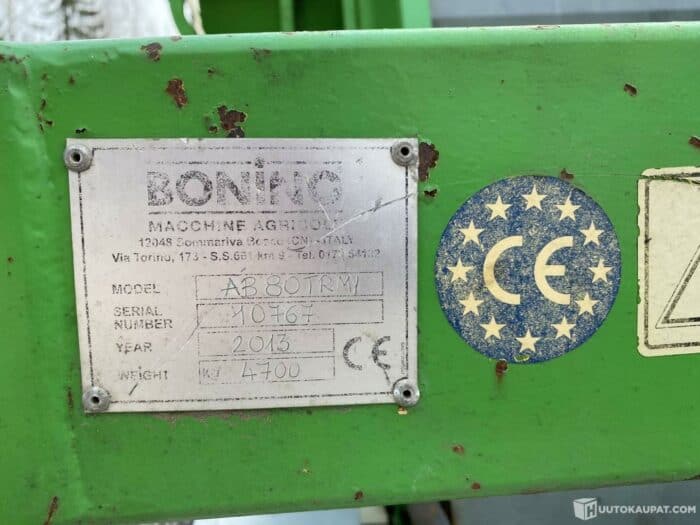 BONINO
MACCHINE AGRICOLE
12048 Sommariva Bosco (CN) - ITALY
Via Torino, 173 - S.S.661 km 9 - Tel. 0172 54132
MODEL AB 80TRM/
SERIAL NUMBER 10767
YEAR 2013
WEIGHT kg 4700
CE
CE
HUUTOKAUPAT.COM